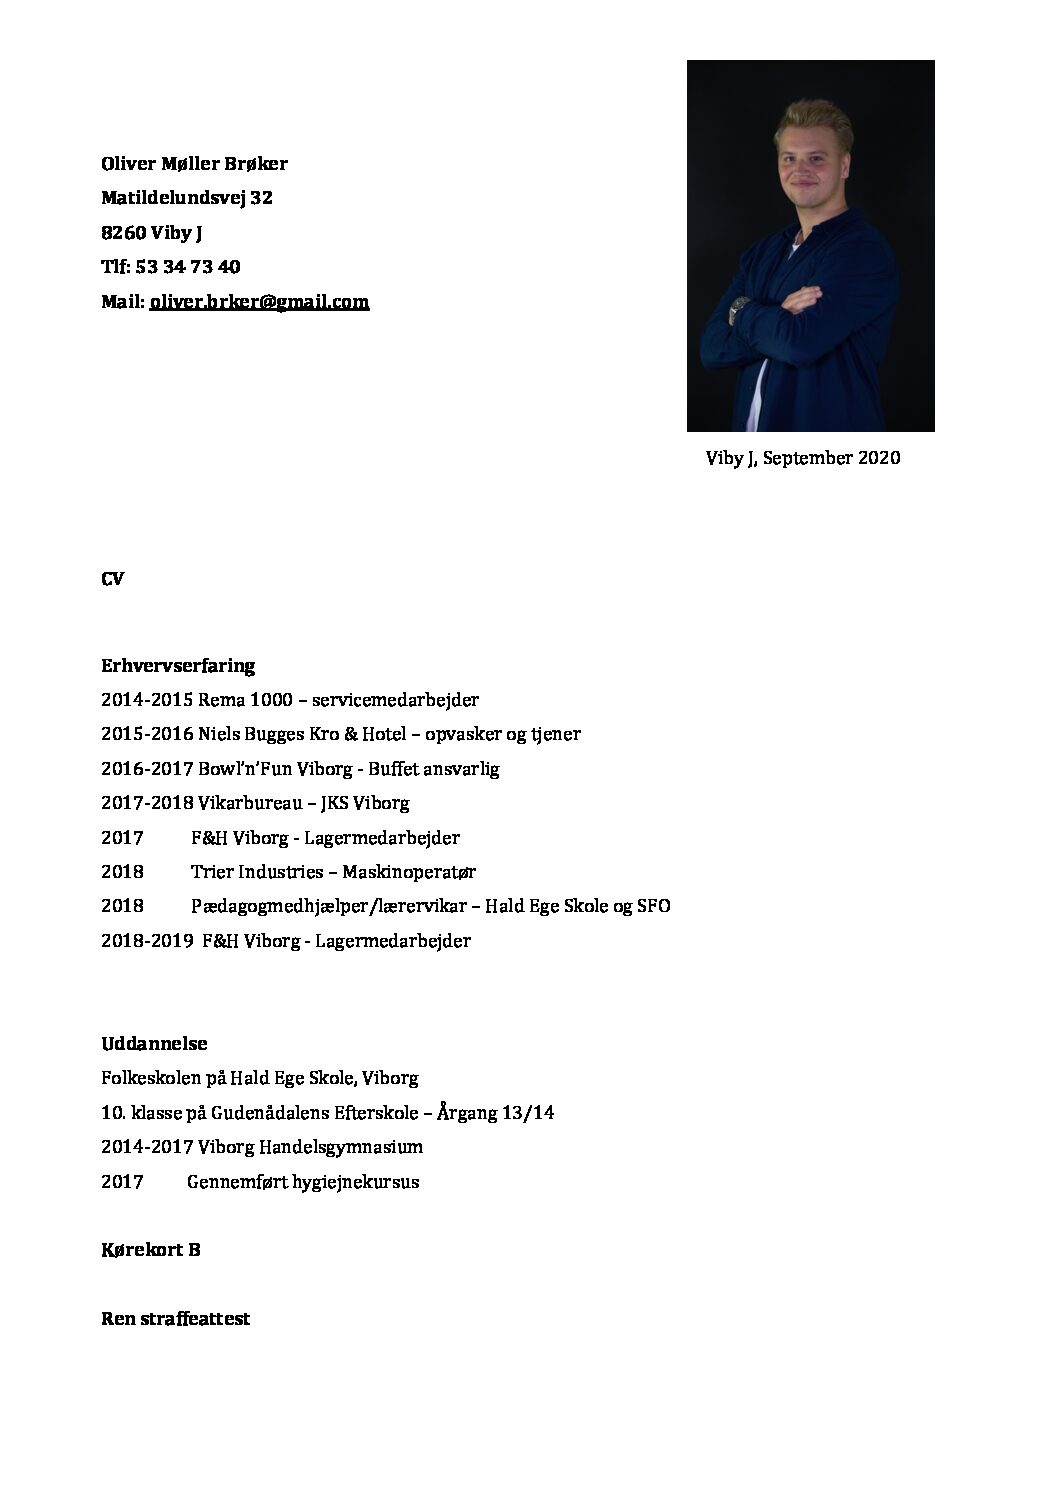 Oliver Møller Brøker
Matildelundsvej 32
8260 Viby J
Tlf: 53 34 73 40
Mail: oliver.brker@gmail.com
Viby J, September 2020
CV
Erhvervserfaring
2014-2015 Rema 1000 – servicemedarbejder
2015-2016 Niels Bugges Kro & Hotel – opvasker og tjener
2016-2017 Bowl’n’Fun Viborg - Buffet ansvarlig
2017-2018 Vikarbureau – JKS Viborg
2017 F&H Viborg - Lagermedarbejder
2018 Trier Industries – Maskinoperatør
2018 Pædagogmedhjælper/lærervikar – Hald Ege Skole og SFO
2018-2019 F&H Viborg - Lagermedarbejder
Uddannelse
Folkeskolen på Hald Ege Skole, Viborg
10. klasse på Gudenådalens Efterskole – Årgang 13/14
2014-2017 Viborg Handelsgymnasium
2017 Gennemført hygiejnekursus
Kørekort B
Ren straffeattest